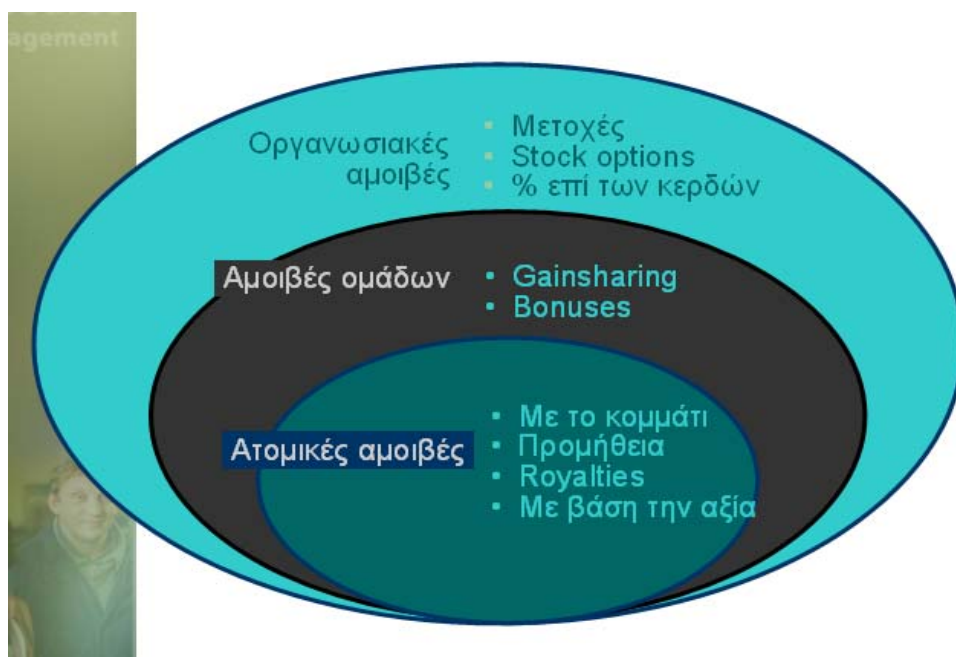 agement
Οργανωσιακές
αμοιβές
▪ Μετοχές
▪ Stock options
▪ % επί των κερδών
Αμοιβές ομάδων
▪ Gainsharing
▪ Bonuses
Ατομικές αμοιβές
• Με το κομμάτι
• Προμήθεια
• Royalties
• Με βάση την αξία